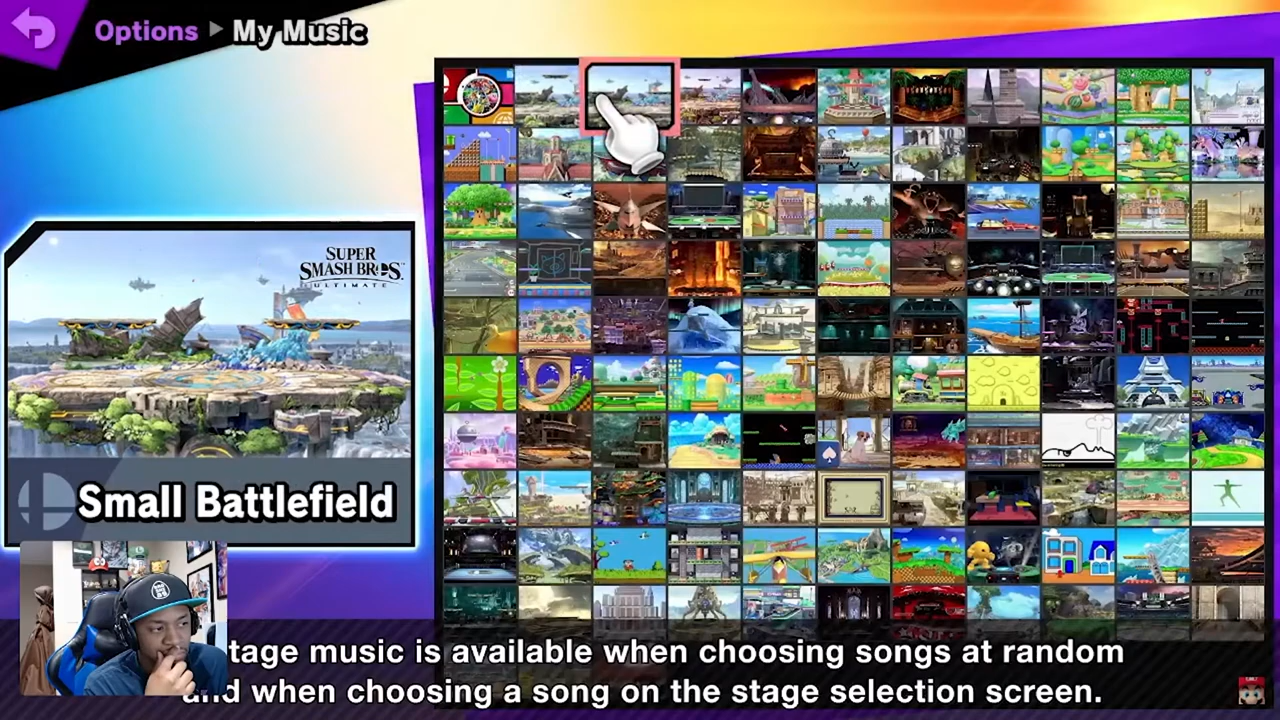 Options ▸ My Music
SUPER
SMASH BROS.
ULTIMATE
Small Battlefield
tage music is available when choosing songs at random
and when choosing a song on the stage selection screen.